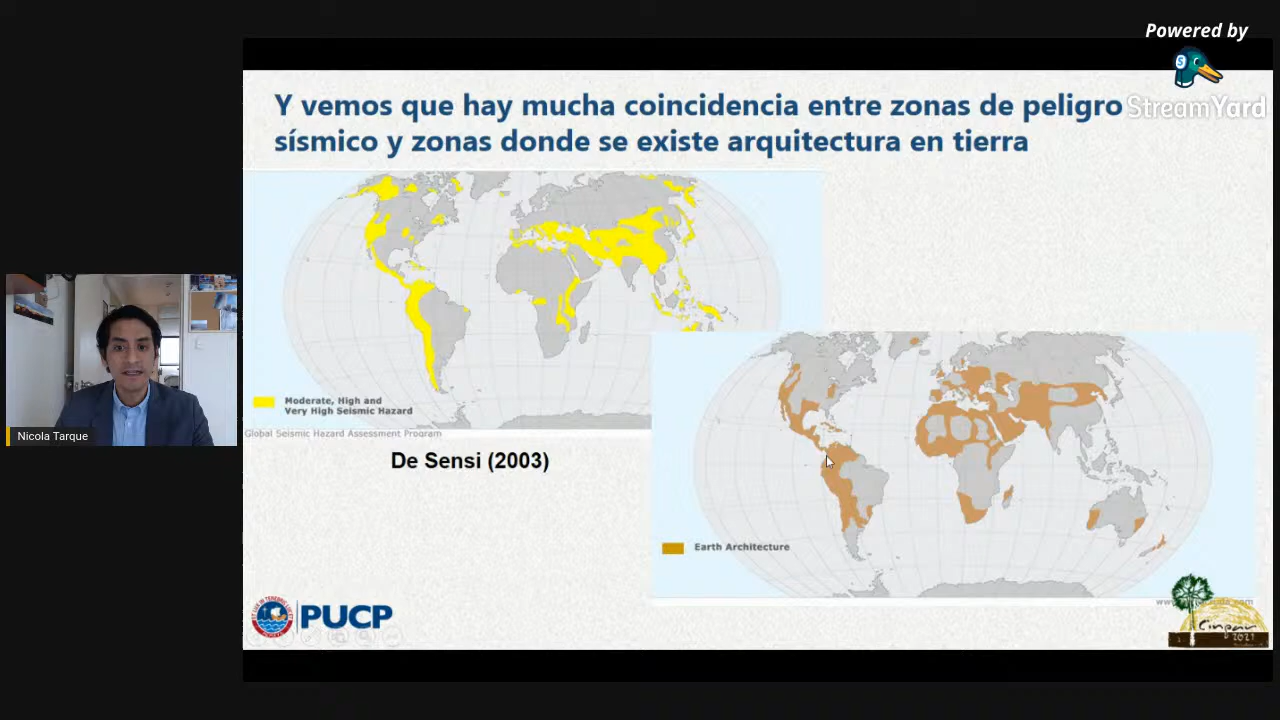 Powered by
StreamYard
Y vemos que hay mucha coincidencia entre zonas de peligro
sísmico y zonas donde se existe arquitectura en tierra
Moderate, High and
Very High Seismic Hazard
Global Seismic Hazard Assessment Program
De Sensi (2003)
Nicola Tarque
Earth Architecture
PUCP
Cinpar
2021